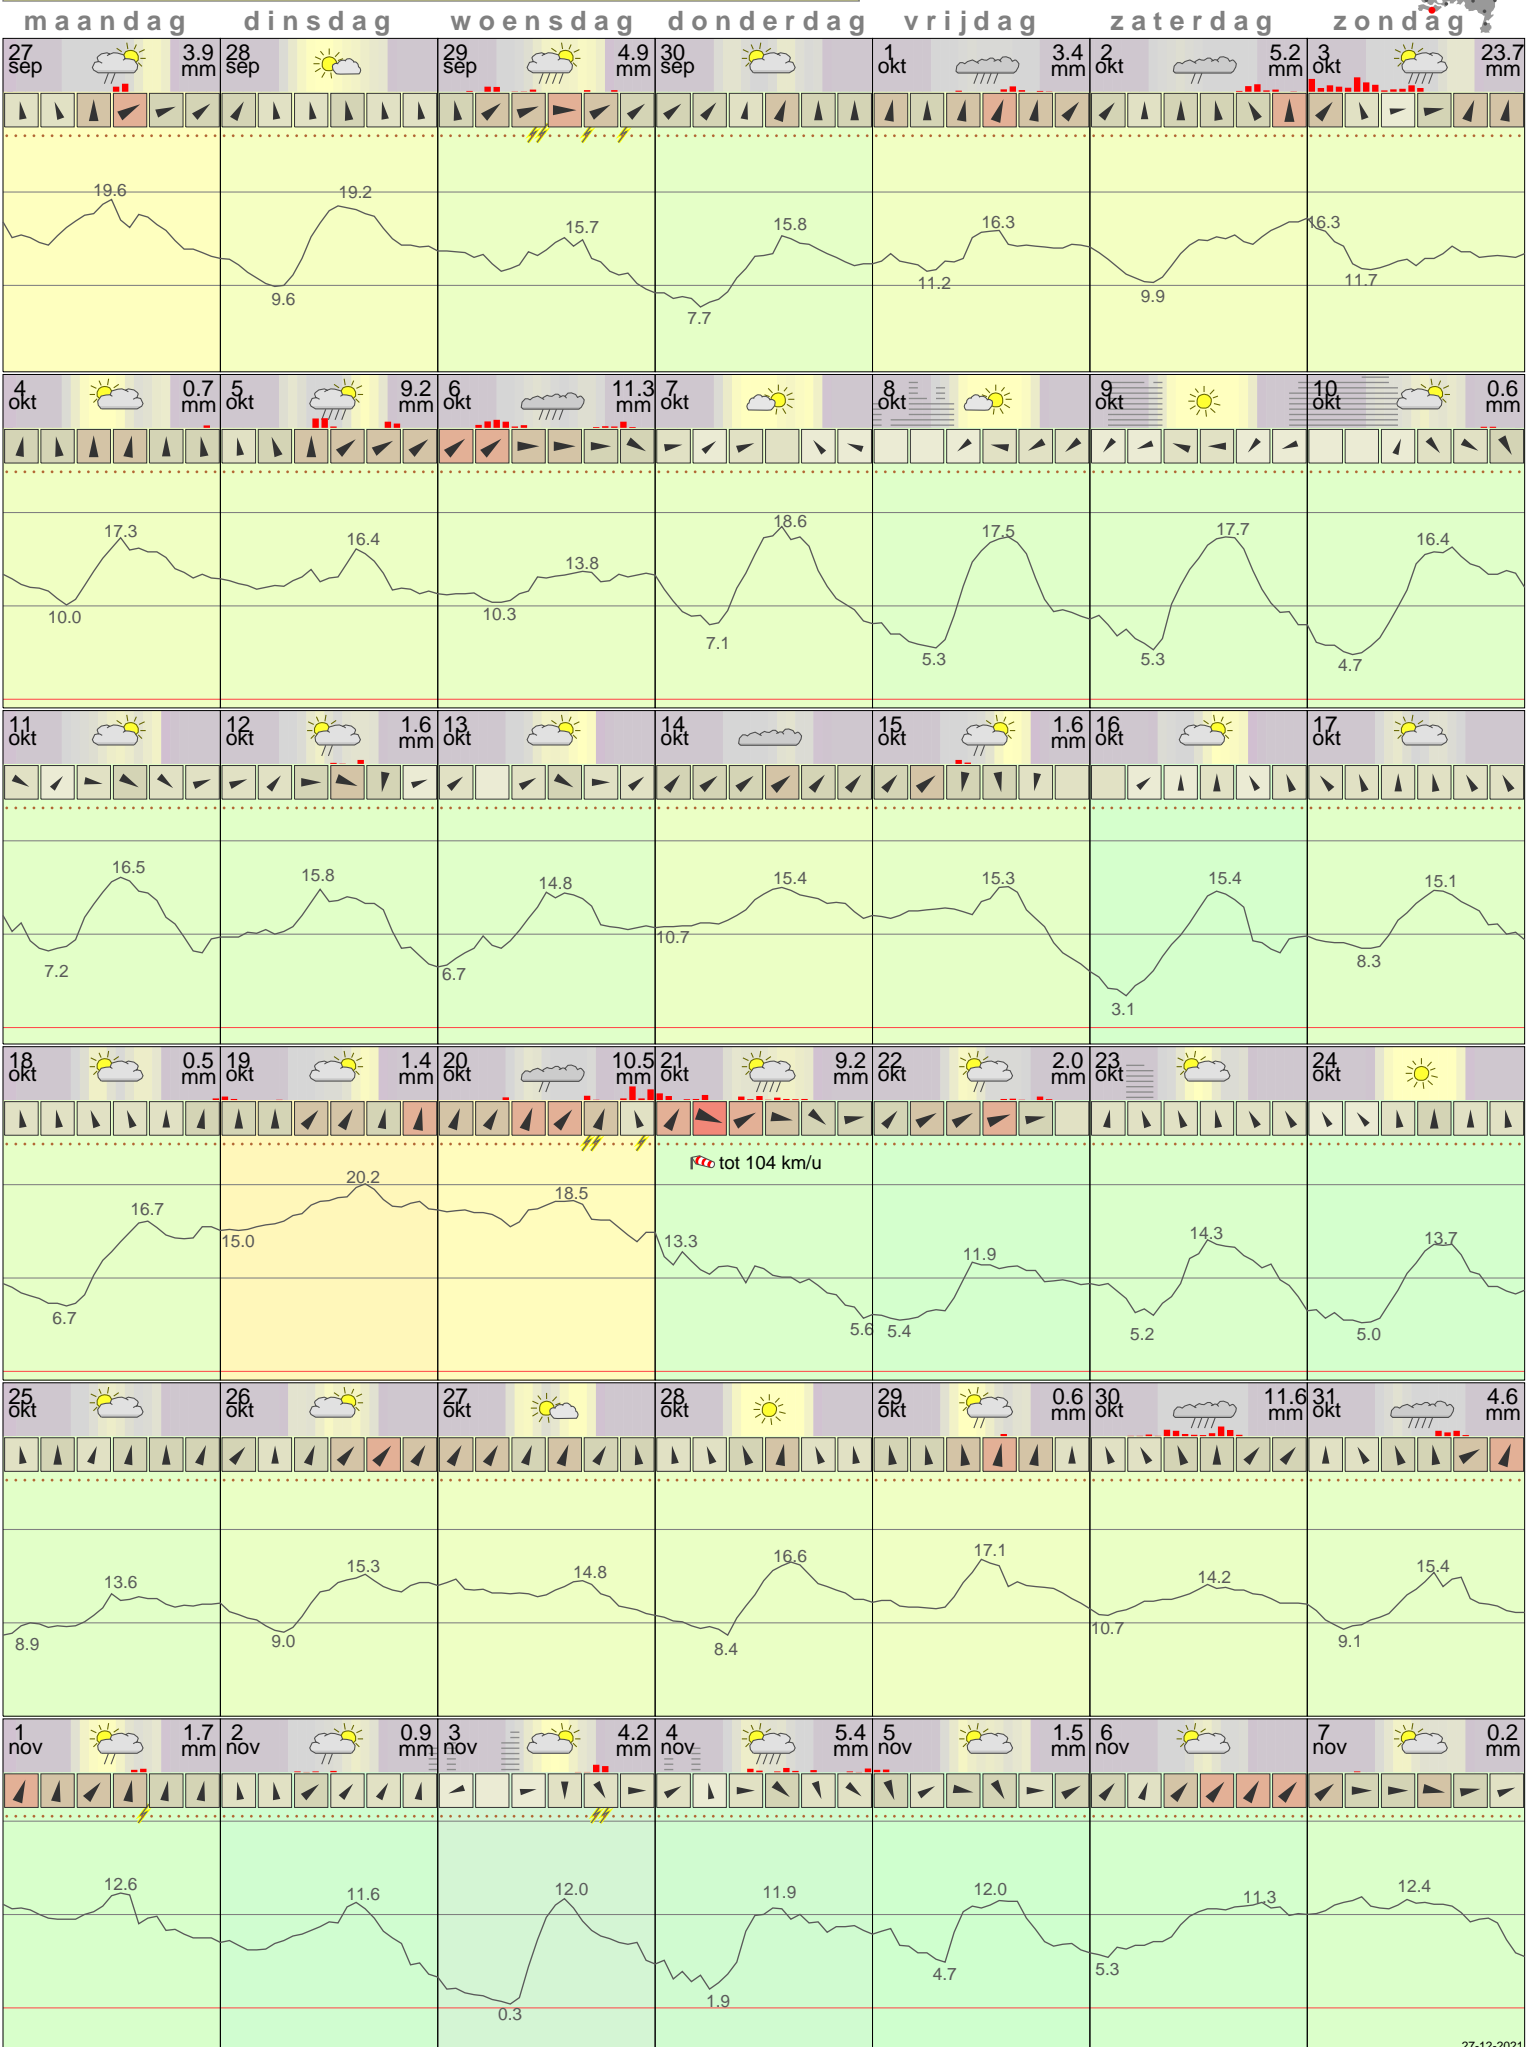 maandag dinsdag woensdag donderdag vrijdag zaterdag zondag
27 sep 3.9 mm 28 sep 29 sep 4.9 mm 30 sep 1 okt 3.4 mm 2 okt 5.2 mm 3 okt 23.7 mm
19.6 19.2 15.7 15.8 16.3 16.3
9.6 7.7 11.2 9.9 11.7
4 okt 0.7 mm 5 okt 9.2 mm 6 okt 11.3 mm 7 okt 8 okt 9 okt 10 okt 0.6 mm
17.3 16.4 13.8 18.6 17.5 17.7 16.4
10.0 10.3 7.1 5.3 5.3 4.7
11 okt 12 okt 1.6 mm 13 okt 14 okt 15 okt 1.6 mm 16 okt 17 okt
16.5 15.8 14.8 15.4 15.3 15.4 15.1
7.2 6.7 10.7 3.1 8.3
18 okt 0.5 mm 19 okt 1.4 mm 20 okt 10.5 mm 21 okt 9.2 mm 22 okt 2.0 mm 23 okt 24 okt
tot 104 km/u
16.7 20.2 18.5 13.3 11.9 14.3 13.7
6.7 15.0 5.6 5.4 5.2 5.0
25 okt 26 okt 27 okt 28 okt 29 okt 0.6 mm 30 okt 11.6 mm 31 okt 4.6 mm
13.6 15.3 14.8 16.6 17.1 14.2 15.4
8.9 9.0 8.4 10.7 9.1
1 nov 1.7 mm 2 nov 0.9 mm 3 nov 4.2 mm 4 nov 5.4 mm 5 nov 1.5 mm 6 nov 7 nov 0.2 mm
12.6 11.6 12.0 11.9 12.0 11.3 12.4
0.3 1.9 4.7 5.3
27-12-2021